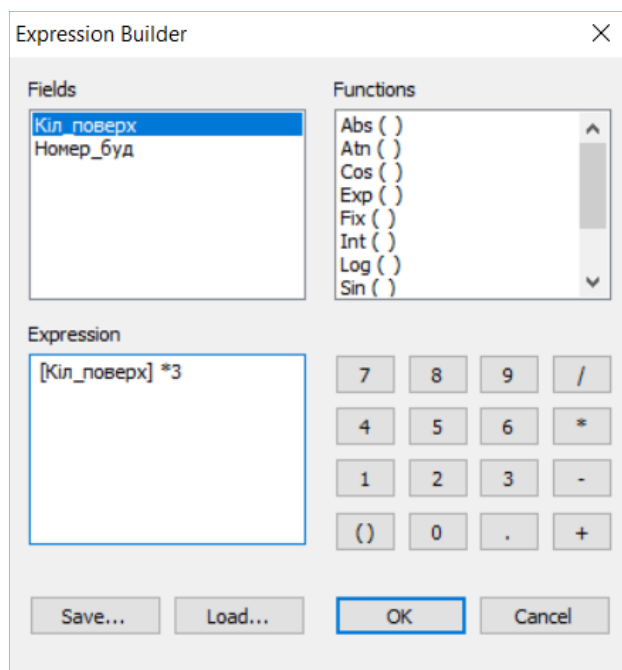 Expression Builder
Fields
Кіл_поверх
Номер_буд
Functions
Abs ( )
Atn ( )
Cos ( )
Exp ( )
Fix ( )
Int ( )
Log ( )
Sin ( )
Expression
[Кіл_поверх] *3
7 8 9 /
4 5 6 *
1 2 3 -
() 0 . +
Save... Load... OK Cancel